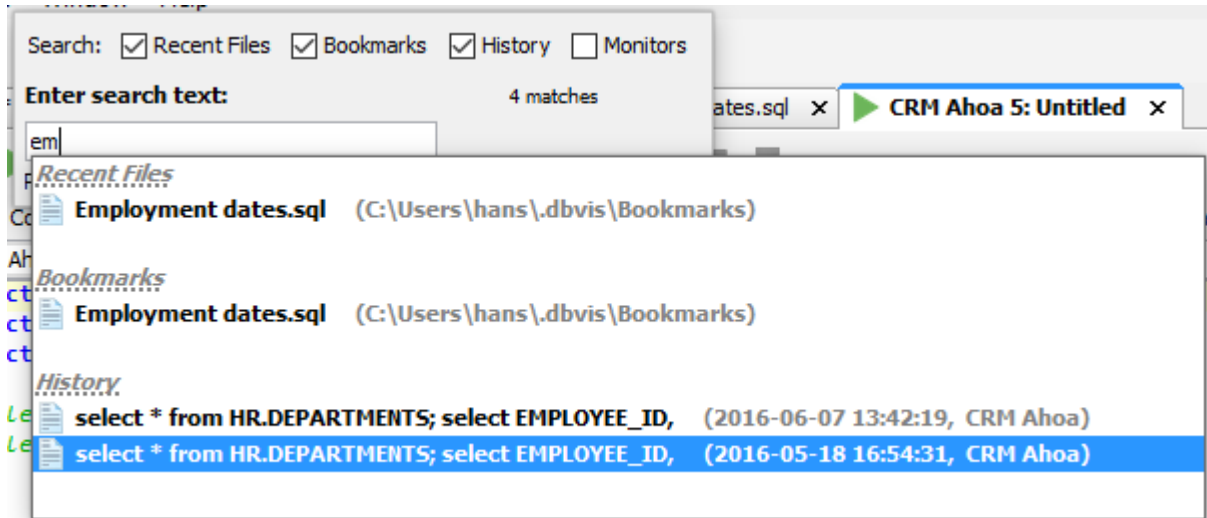 Search: Recent Files Bookmarks History Monitors
Enter search text: 4 matches
ates.sql CRM Ahoa 5: Untitled
em
Recent Files
Employment dates.sql (C:\Users\hans\.dbvis\Bookmarks)
Bookmarks
Employment dates.sql (C:\Users\hans\.dbvis\Bookmarks)
History
select * from HR.DEPARTMENTS; select EMPLOYEE_ID, (2016-06-07 13:42:19, CRM Ahoa)
select * from HR.DEPARTMENTS; select EMPLOYEE_ID, (2016-05-18 16:54:31, CRM Ahoa)